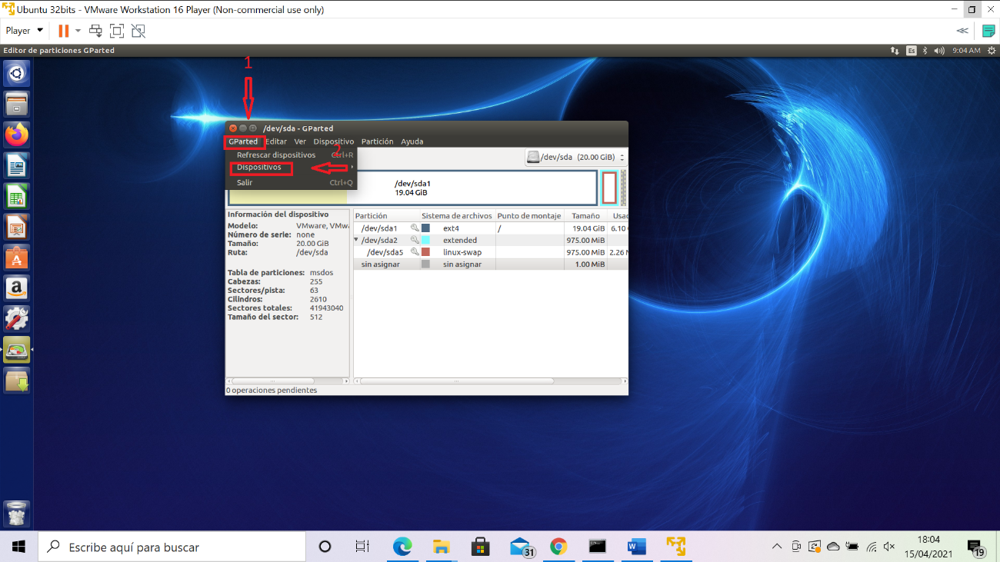 Ubuntu 32bits - VMware Workstation 16 Player (Non-commercial use only)
Player
Editor de particiones GParted
Es
9:04 AM
1
/dev/sda - GParted
GParted Editar Ver Dispositivo Partición Ayuda
2
Refrescar dispositivos Ctrl+R
Dispositivos
Salir Ctrl+Q
/dev/sda (20.00 GiB)
/dev/sda1
19.04 GiB
Información del dispositivo
Modelo: VMware, VMwa
Número de serie: none
Tamaño: 20.00 GiB
Ruta: /dev/sda
Tabla de particiones: msdos
Cabezas: 255
Sectores/pista: 63
Cilindros: 2610
Sectores totales: 41943040
Tamaño del sector: 512
Partición Sistema de archivos Punto de montaje Tamaño Usad
/dev/sda1 ext4 / 19.04 GiB 6.10
/dev/sda2 extended 975.00 MiB
/dev/sda5 linux-swap 975.00 MiB 2.26 M
sin asignar sin asignar 1.00 MiB
0 operaciones pendientes
a
Escribe aquí para buscar
31
W
18:04
15/04/2021
19